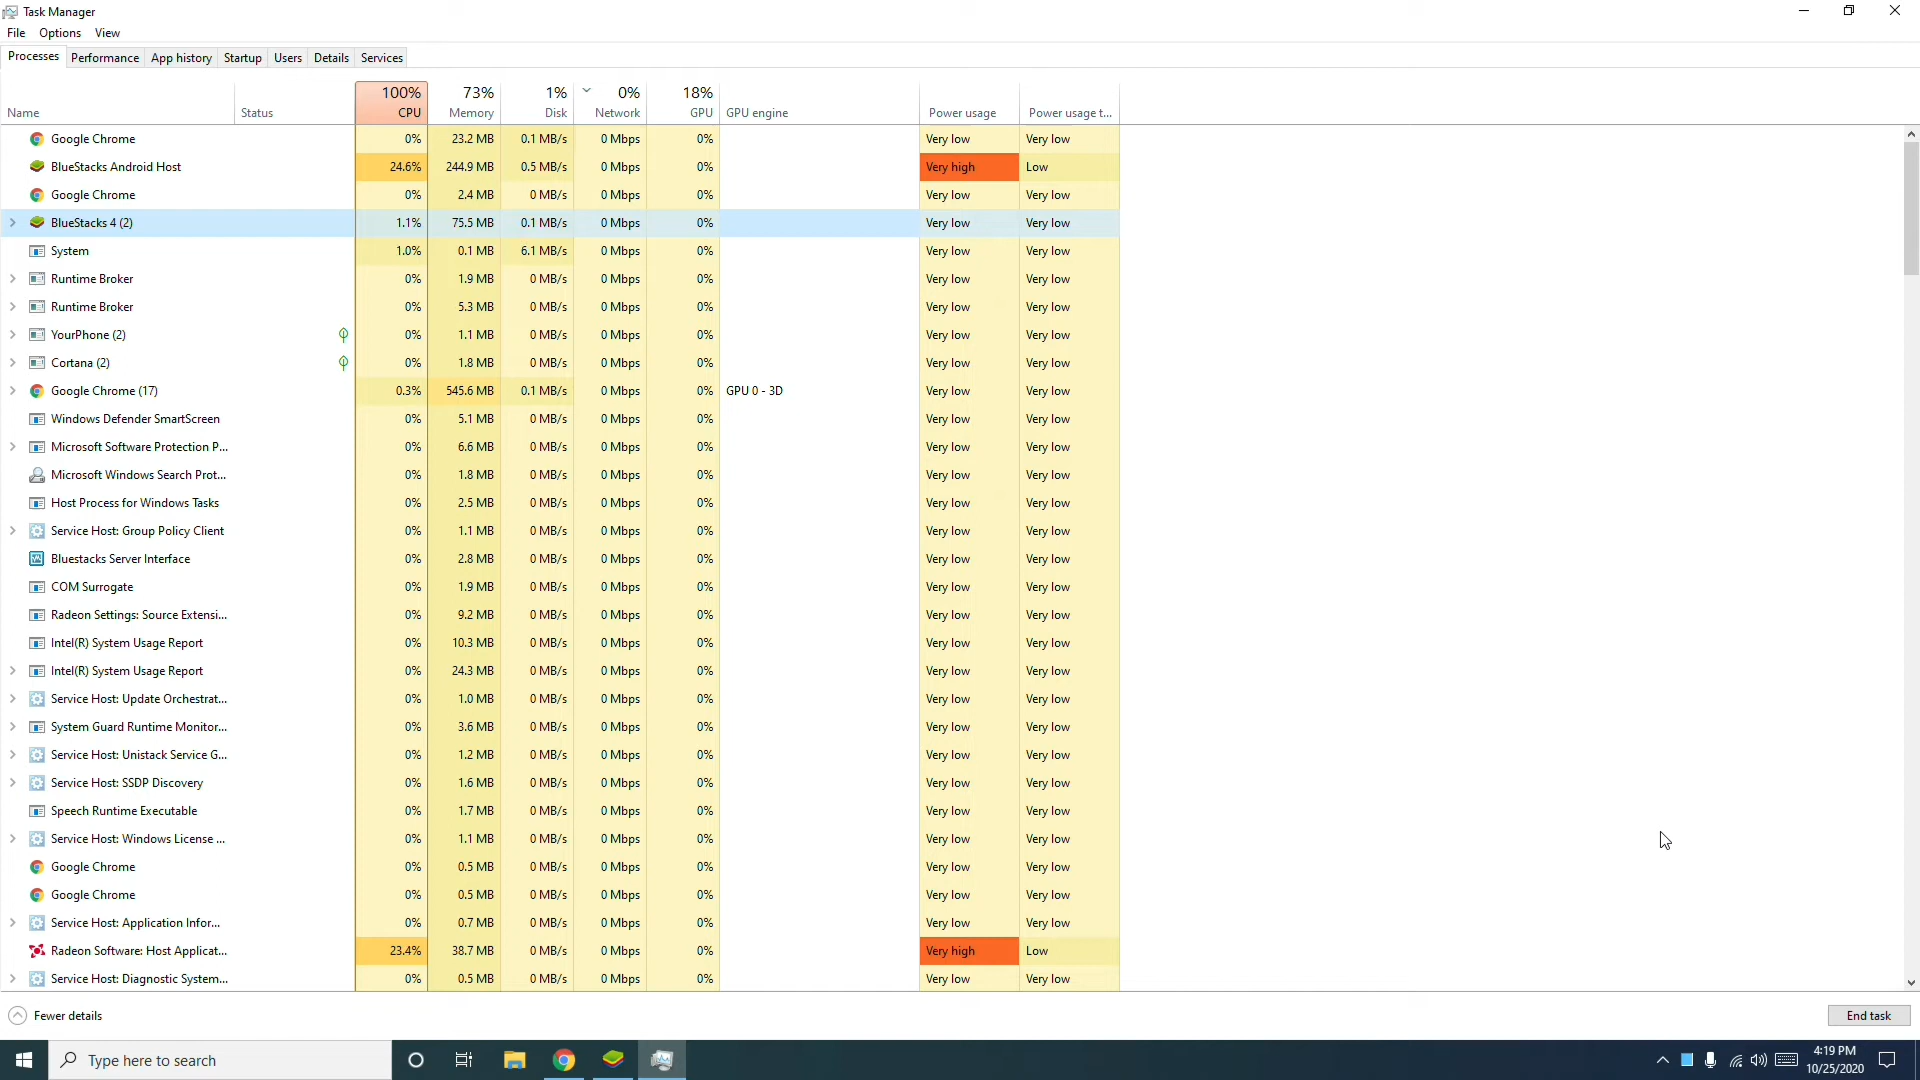 Task Manager
File Options View
Processes Performance App history Startup Users Details Services
100% 73% 1% 0% 18%
Name Status CPU Memory Disk Network GPU GPU engine Power usage Power usage t...
Google Chrome 0% 23.2 MB 0.1 MB/s 0 Mbps 0% Very low Very low
BlueStacks Android Host 24.6% 244.9 MB 0.5 MB/s 0 Mbps 0% Very high Low
Google Chrome 0% 2.4 MB 0 MB/s 0 Mbps 0% Very low Very low
BlueStacks 4 (2) 1.1% 75.5 MB 0.1 MB/s 0 Mbps 0% Very low Very low
System 1.0% 0.1 MB 6.1 MB/s 0 Mbps 0% Very low Very low
Runtime Broker 0% 1.9 MB 0 MB/s 0 Mbps 0% Very low Very low
Runtime Broker 0% 5.3 MB 0 MB/s 0 Mbps 0% Very low Very low
YourPhone (2) 0% 1.1 MB 0 MB/s 0 Mbps 0% Very low Very low
Cortana (2) 0% 1.8 MB 0 MB/s 0 Mbps 0% Very low Very low
Google Chrome (17) 0.3% 545.6 MB 0.1 MB/s 0 Mbps 0% GPU 0 - 3D Very low Very low
Windows Defender SmartScreen 0% 5.1 MB 0 MB/s 0 Mbps 0% Very low Very low
Microsoft Software Protection P... 0% 6.6 MB 0 MB/s 0 Mbps 0% Very low Very low
Microsoft Windows Search Prot... 0% 1.8 MB 0 MB/s 0 Mbps 0% Very low Very low
Host Process for Windows Tasks 0% 2.5 MB 0 MB/s 0 Mbps 0% Very low Very low
Service Host: Group Policy Client 0% 1.1 MB 0 MB/s 0 Mbps 0% Very low Very low
Bluestacks Server Interface 0% 2.8 MB 0 MB/s 0 Mbps 0% Very low Very low
COM Surrogate 0% 1.9 MB 0 MB/s 0 Mbps 0% Very low Very low
Radeon Settings: Source Extensi... 0% 9.2 MB 0 MB/s 0 Mbps 0% Very low Very low
Intel(R) System Usage Report 0% 10.3 MB 0 MB/s 0 Mbps 0% Very low Very low
Intel(R) System Usage Report 0% 24.3 MB 0 MB/s 0 Mbps 0% Very low Very low
Service Host: Update Orchestrat... 0% 1.0 MB 0 MB/s 0 Mbps 0% Very low Very low
System Guard Runtime Monitor... 0% 3.6 MB 0 MB/s 0 Mbps 0% Very low Very low
Service Host: Unistack Service G... 0% 1.2 MB 0 MB/s 0 Mbps 0% Very low Very low
Service Host: SSDP Discovery 0% 1.6 MB 0 MB/s 0 Mbps 0% Very low Very low
Speech Runtime Executable 0% 1.7 MB 0 MB/s 0 Mbps 0% Very low Very low
Service Host: Windows License ... 0% 1.1 MB 0 MB/s 0 Mbps 0% Very low Very low
Google Chrome 0% 0.5 MB 0 MB/s 0 Mbps 0% Very low Very low
Google Chrome 0% 0.5 MB 0 MB/s 0 Mbps 0% Very low Very low
Service Host: Application Infor... 0% 0.7 MB 0 MB/s 0 Mbps 0% Very low Very low
Radeon Software: Host Applicat... 23.4% 38.7 MB 0 MB/s 0 Mbps 0% Very high Low
Service Host: Diagnostic System... 0% 0.5 MB 0 MB/s 0 Mbps 0% Very low Very low
Fewer details End task
Type here to search
4:19 PM
10/25/2020